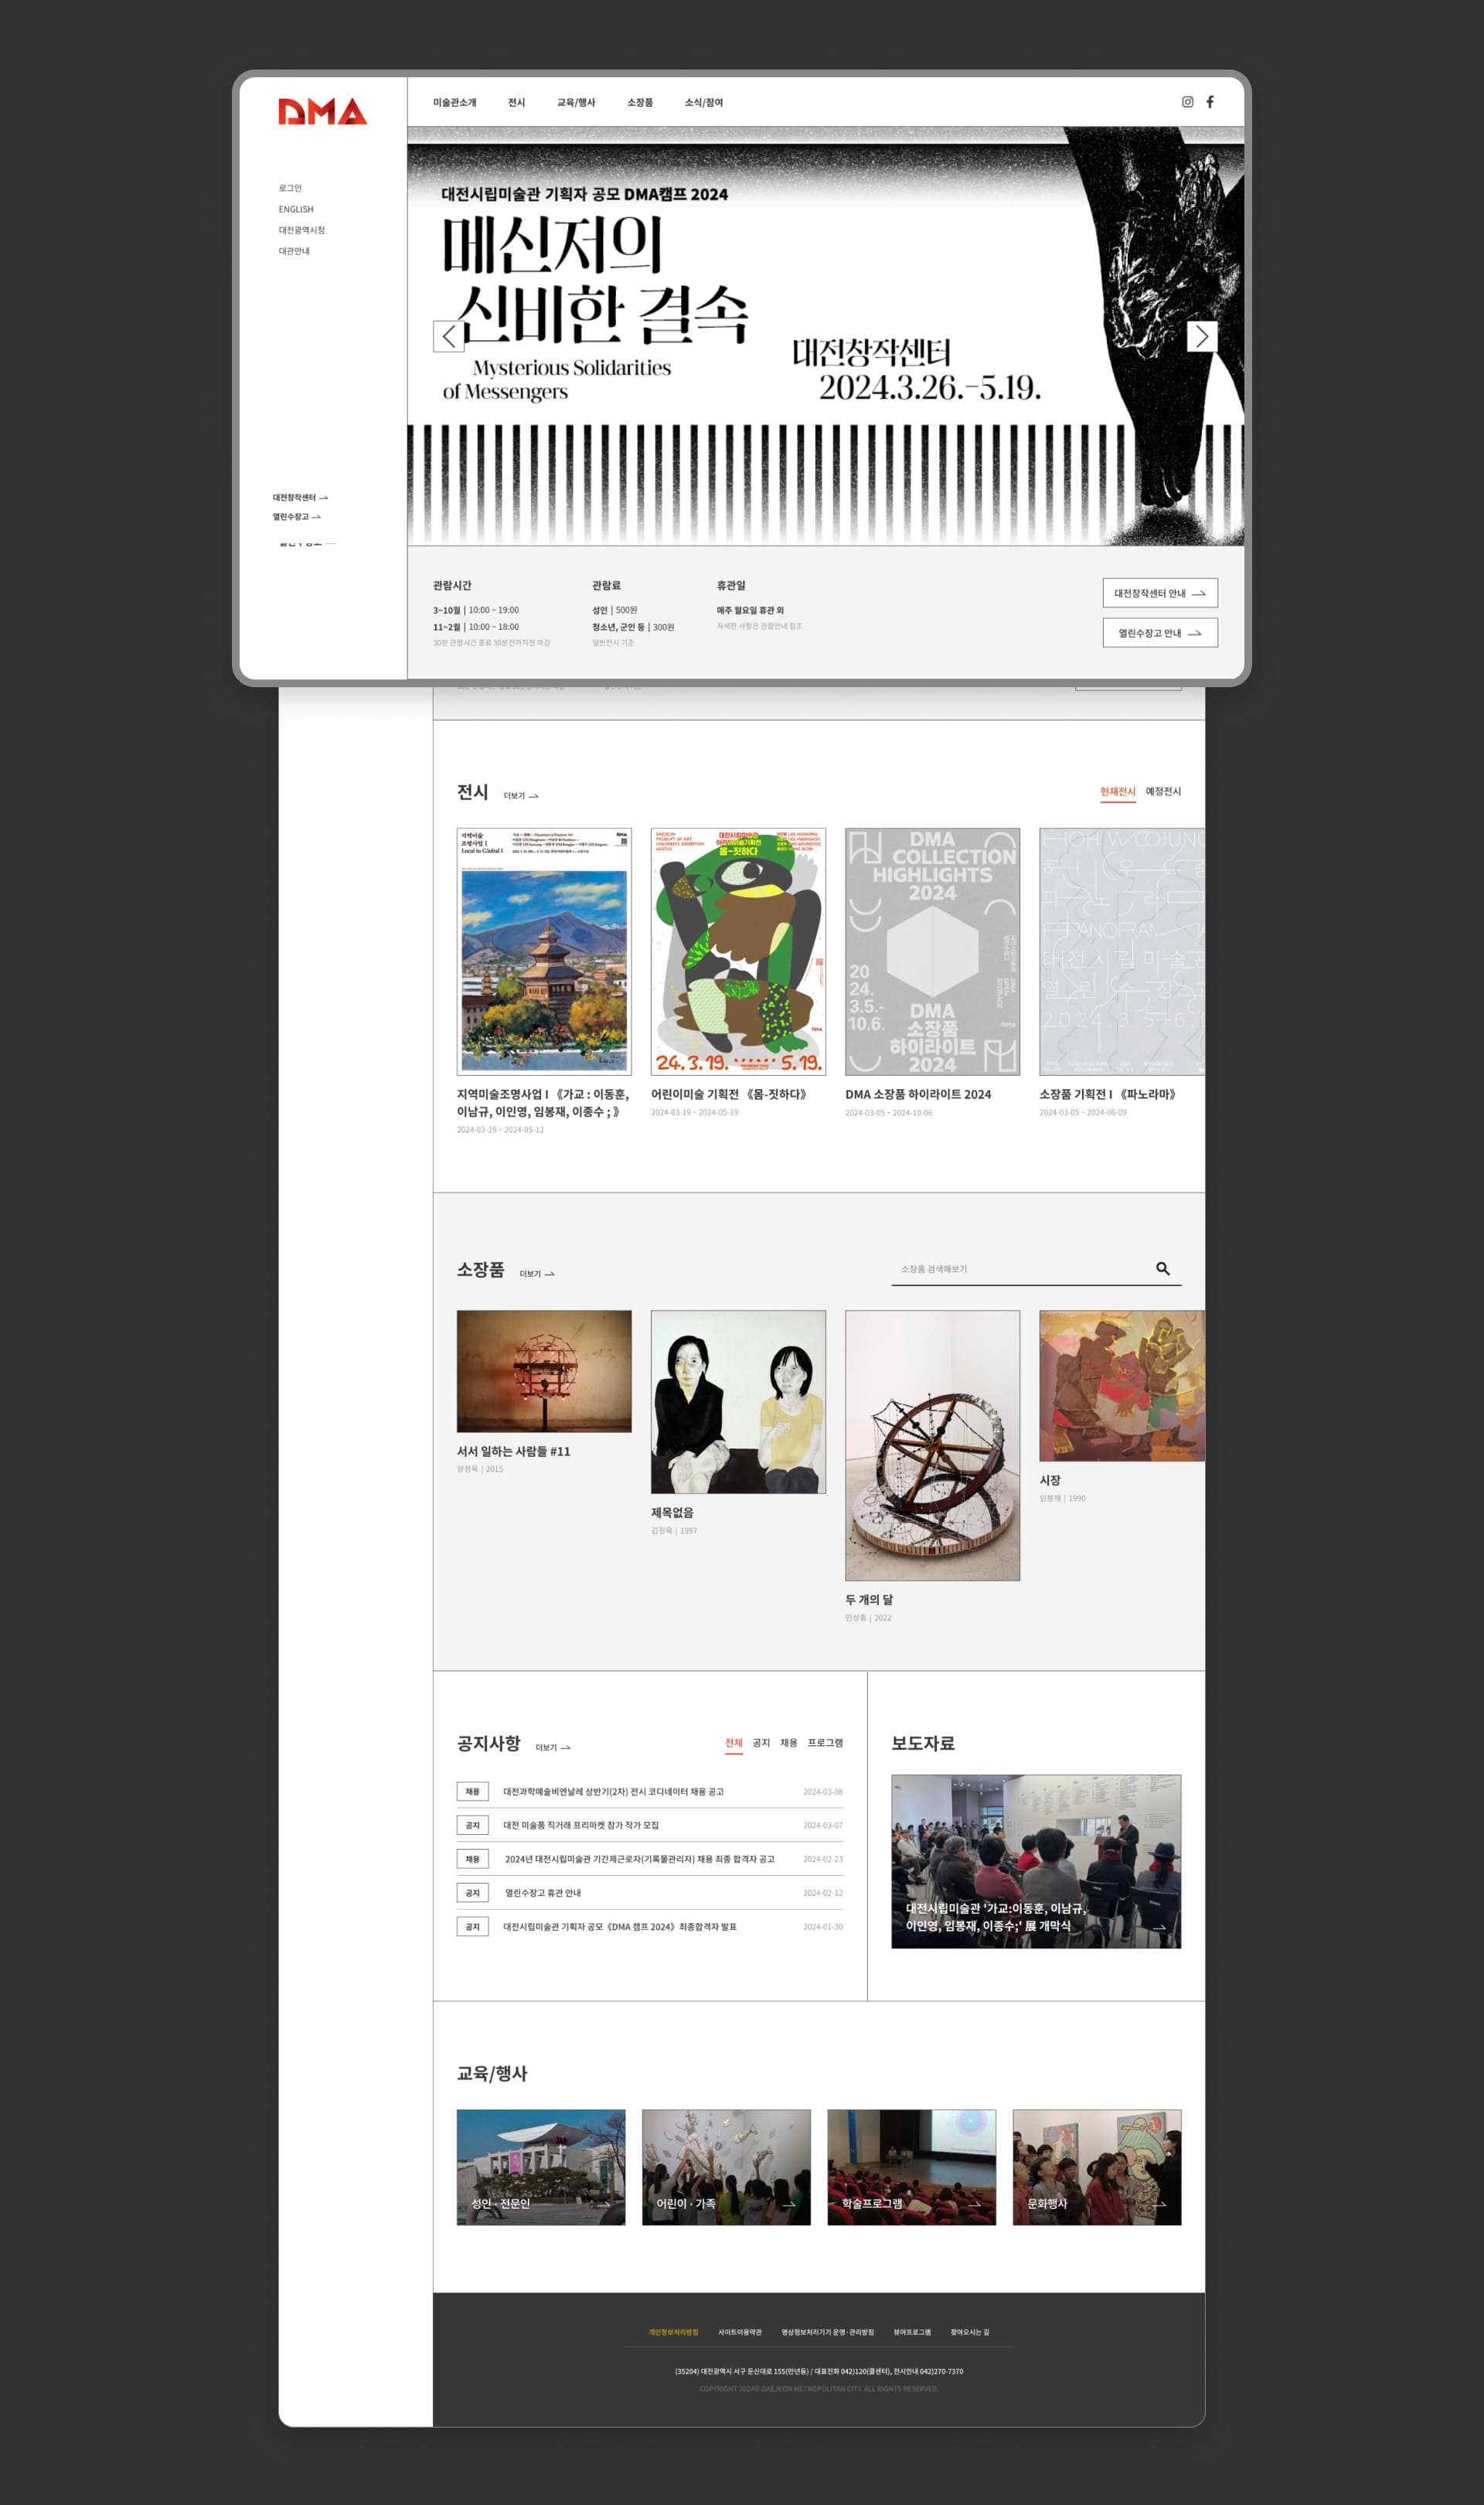 DMA
로그인
ENGLISH
대전광역시청
대관안내
대전창작센터
열린수장고
미술관소개 전시 교육/행사 소장품 소식/참여
대전시립미술관 기획자 공모 DMA캠프 2024
메신저의
신비한 결속
Mysterious Solidarities
of Messengers
대전창작센터
2024.3.26.-5.19.
관람시간
3~10월 | 10:00 ~ 19:00
11~2월 | 10:00 ~ 18:00
30분 관람시간 종료 30분전까지전 마감
관람료
성인 | 500원
청소년, 군인 등 | 300원
일반전시 기준
휴관일
매주 월요일 휴관 외
자세한 사항은 관람안내 참조
대전창작센터 안내
열린수장고 안내
전시 더보기
현재전시 예정전시
지역미술
조명사업 I
Local to Global I
24. 3. 19. 5. 19.
DMA
COLLECTION
HIGHLIGHTS
2024
20
24.
3.5.-
10.6.
DMA
소장품
하이라이트
2024
지역미술조명사업 I 《가교 : 이동훈,
이남규, 이인영, 임봉재, 이종수 ; 》
2024-03-19 ~ 2024-05-12
어린이미술 기획전 《몸-짓하다》
2024-03-19 ~ 2024-05-19
DMA 소장품 하이라이트 2024
2024-03-05 ~ 2024-10-06
소장품 기획전 I 《파노라마》
2024-03-05 ~ 2024-06-09
소장품 더보기
소장품 검색해보기
서서 일하는 사람들 #11
양정욱 | 2015
제목없음
김정욱 | 1997
두 개의 달
민성홍 | 2022
시장
임봉재 | 1990
공지사항 더보기
전체 공지 채용 프로그램
채용 대전과학예술비엔날레 상반기(2차) 전시 코디네이터 채용 공고 2024-03-08
공지 대전 미술품 직거래 프리마켓 참가 작가 모집 2024-03-07
채용 2024년 대전시립미술관 기간제근로자(기록물관리자) 채용 최종 합격자 공고 2024-02-23
공지 열린수장고 휴관 안내 2024-02-12
공지 대전시립미술관 기획자 공모《DMA 캠프 2024》최종합격자 발표 2024-01-30
보도자료
대전시립미술관 '가교:이동훈, 이남규,
이인영, 임봉재, 이종수;' 展 개막식
교육/행사
성인 · 전문인
어린이 · 가족
학술프로그램
문화행사
개인정보처리방침 사이트이용약관 영상정보처리기기 운영·관리방침 뷰어프로그램 찾아오시는 길
(35204) 대전광역시 서구 둔산대로 155(만년동) / 대표전화 042)120(콜센터), 전시안내 042)270-7370
COPYRIGHT 2024© DAEJEON METROPOLITAN CITY. ALL RIGHTS RESERVED.